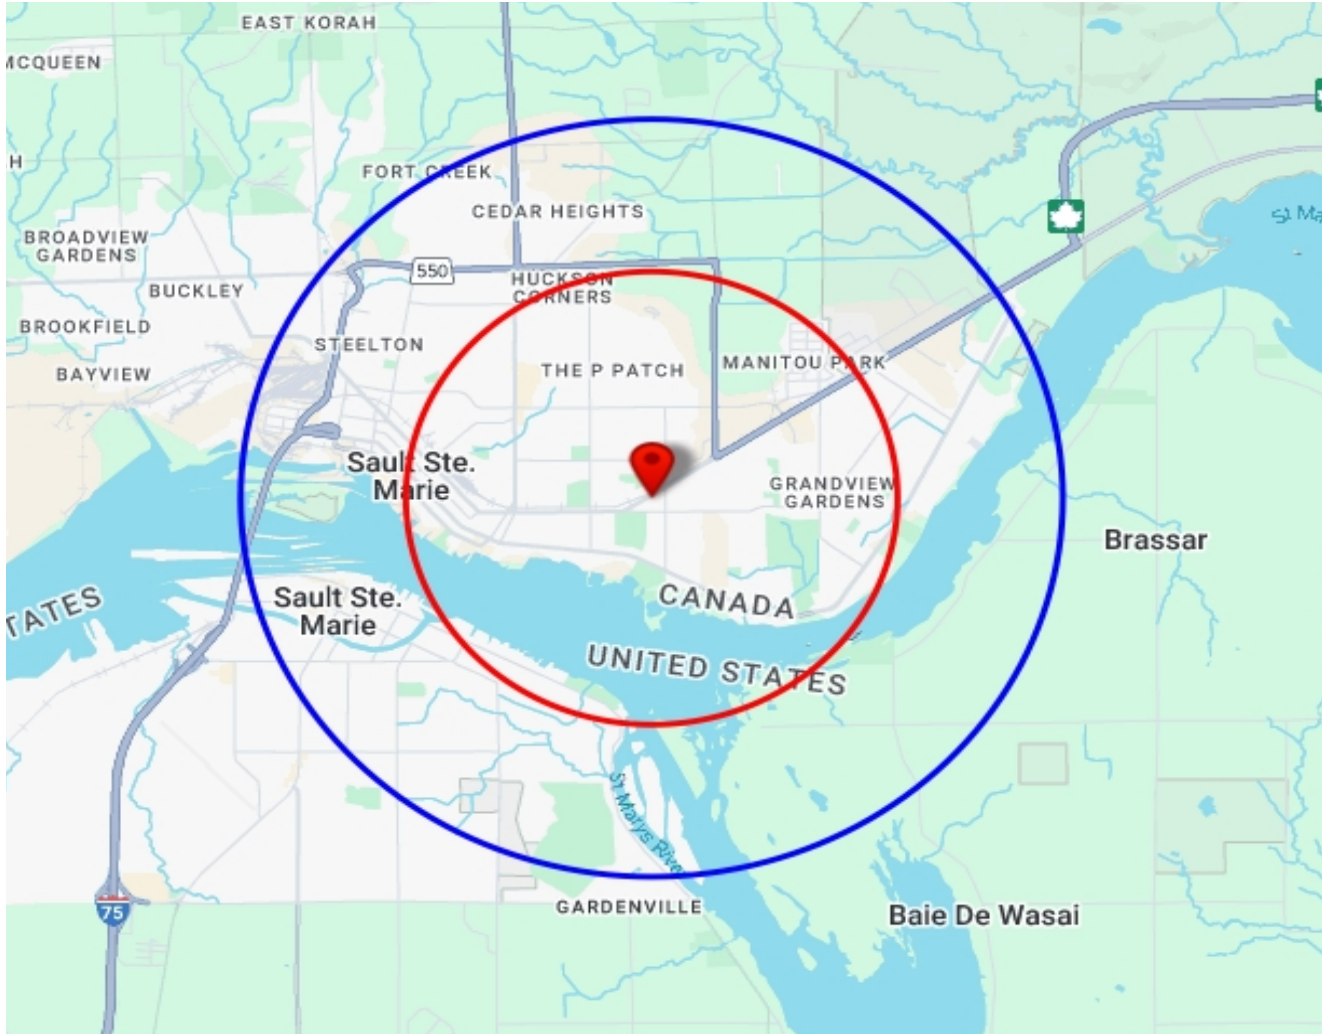 EAST KORAH
MCQUEEN
H
FORT CREEK
CEDAR HEIGHTS
BROADVIEW
GARDENS
550
HUCKSON
CORNERS
BUCKLEY
BROOKFIELD
STEELTON
BAYVIEW
THE P PATCH
MANITOU PARK
St Ma
Sault Ste.
Marie
GRANDVIEW
GARDENS
Brassar
Sault Ste.
Marie
CANADA
TATES
UNITED STATES
St Marys River
75
GARDENVILLE
Baie De Wasai